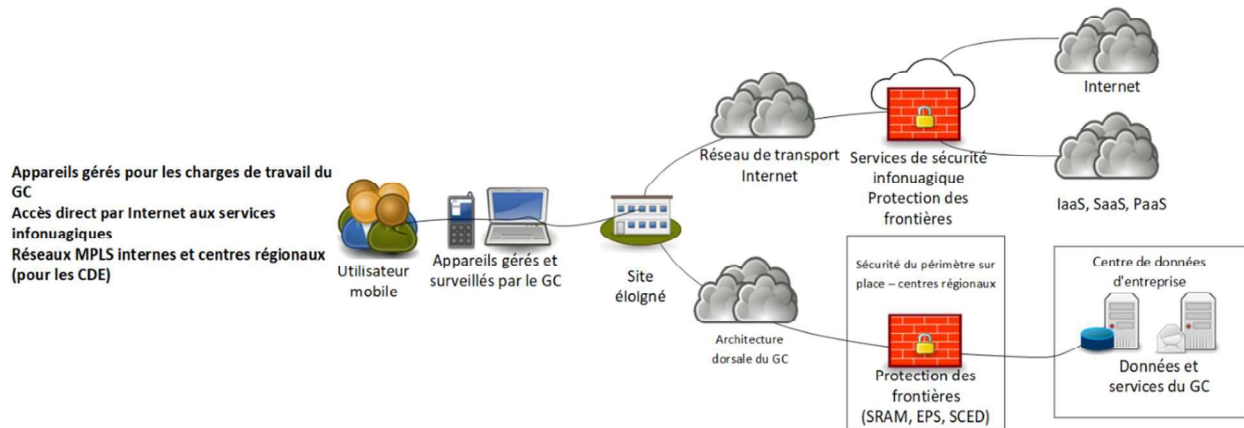 Appareils gérés pour les charges de travail du
GC
Accès direct par Internet aux services
infonuagiques
Réseaux MPLS internes et centres régionaux
(pour les CDE)
Utilisateur
mobile
Appareils gérés et
surveillés par le GC
Site
éloigné
Réseau de transport
Internet
Services de sécurité
infonuagique
Protection des
frontières
Internet
IaaS, SaaS, PaaS
Architecture
dorsale du GC
Sécurité du périmètre sur
place – centres régionaux
Protection des
frontières
(SRAM, EPS, SCED)
Centre de données
d'entreprise
Données et
services du GC